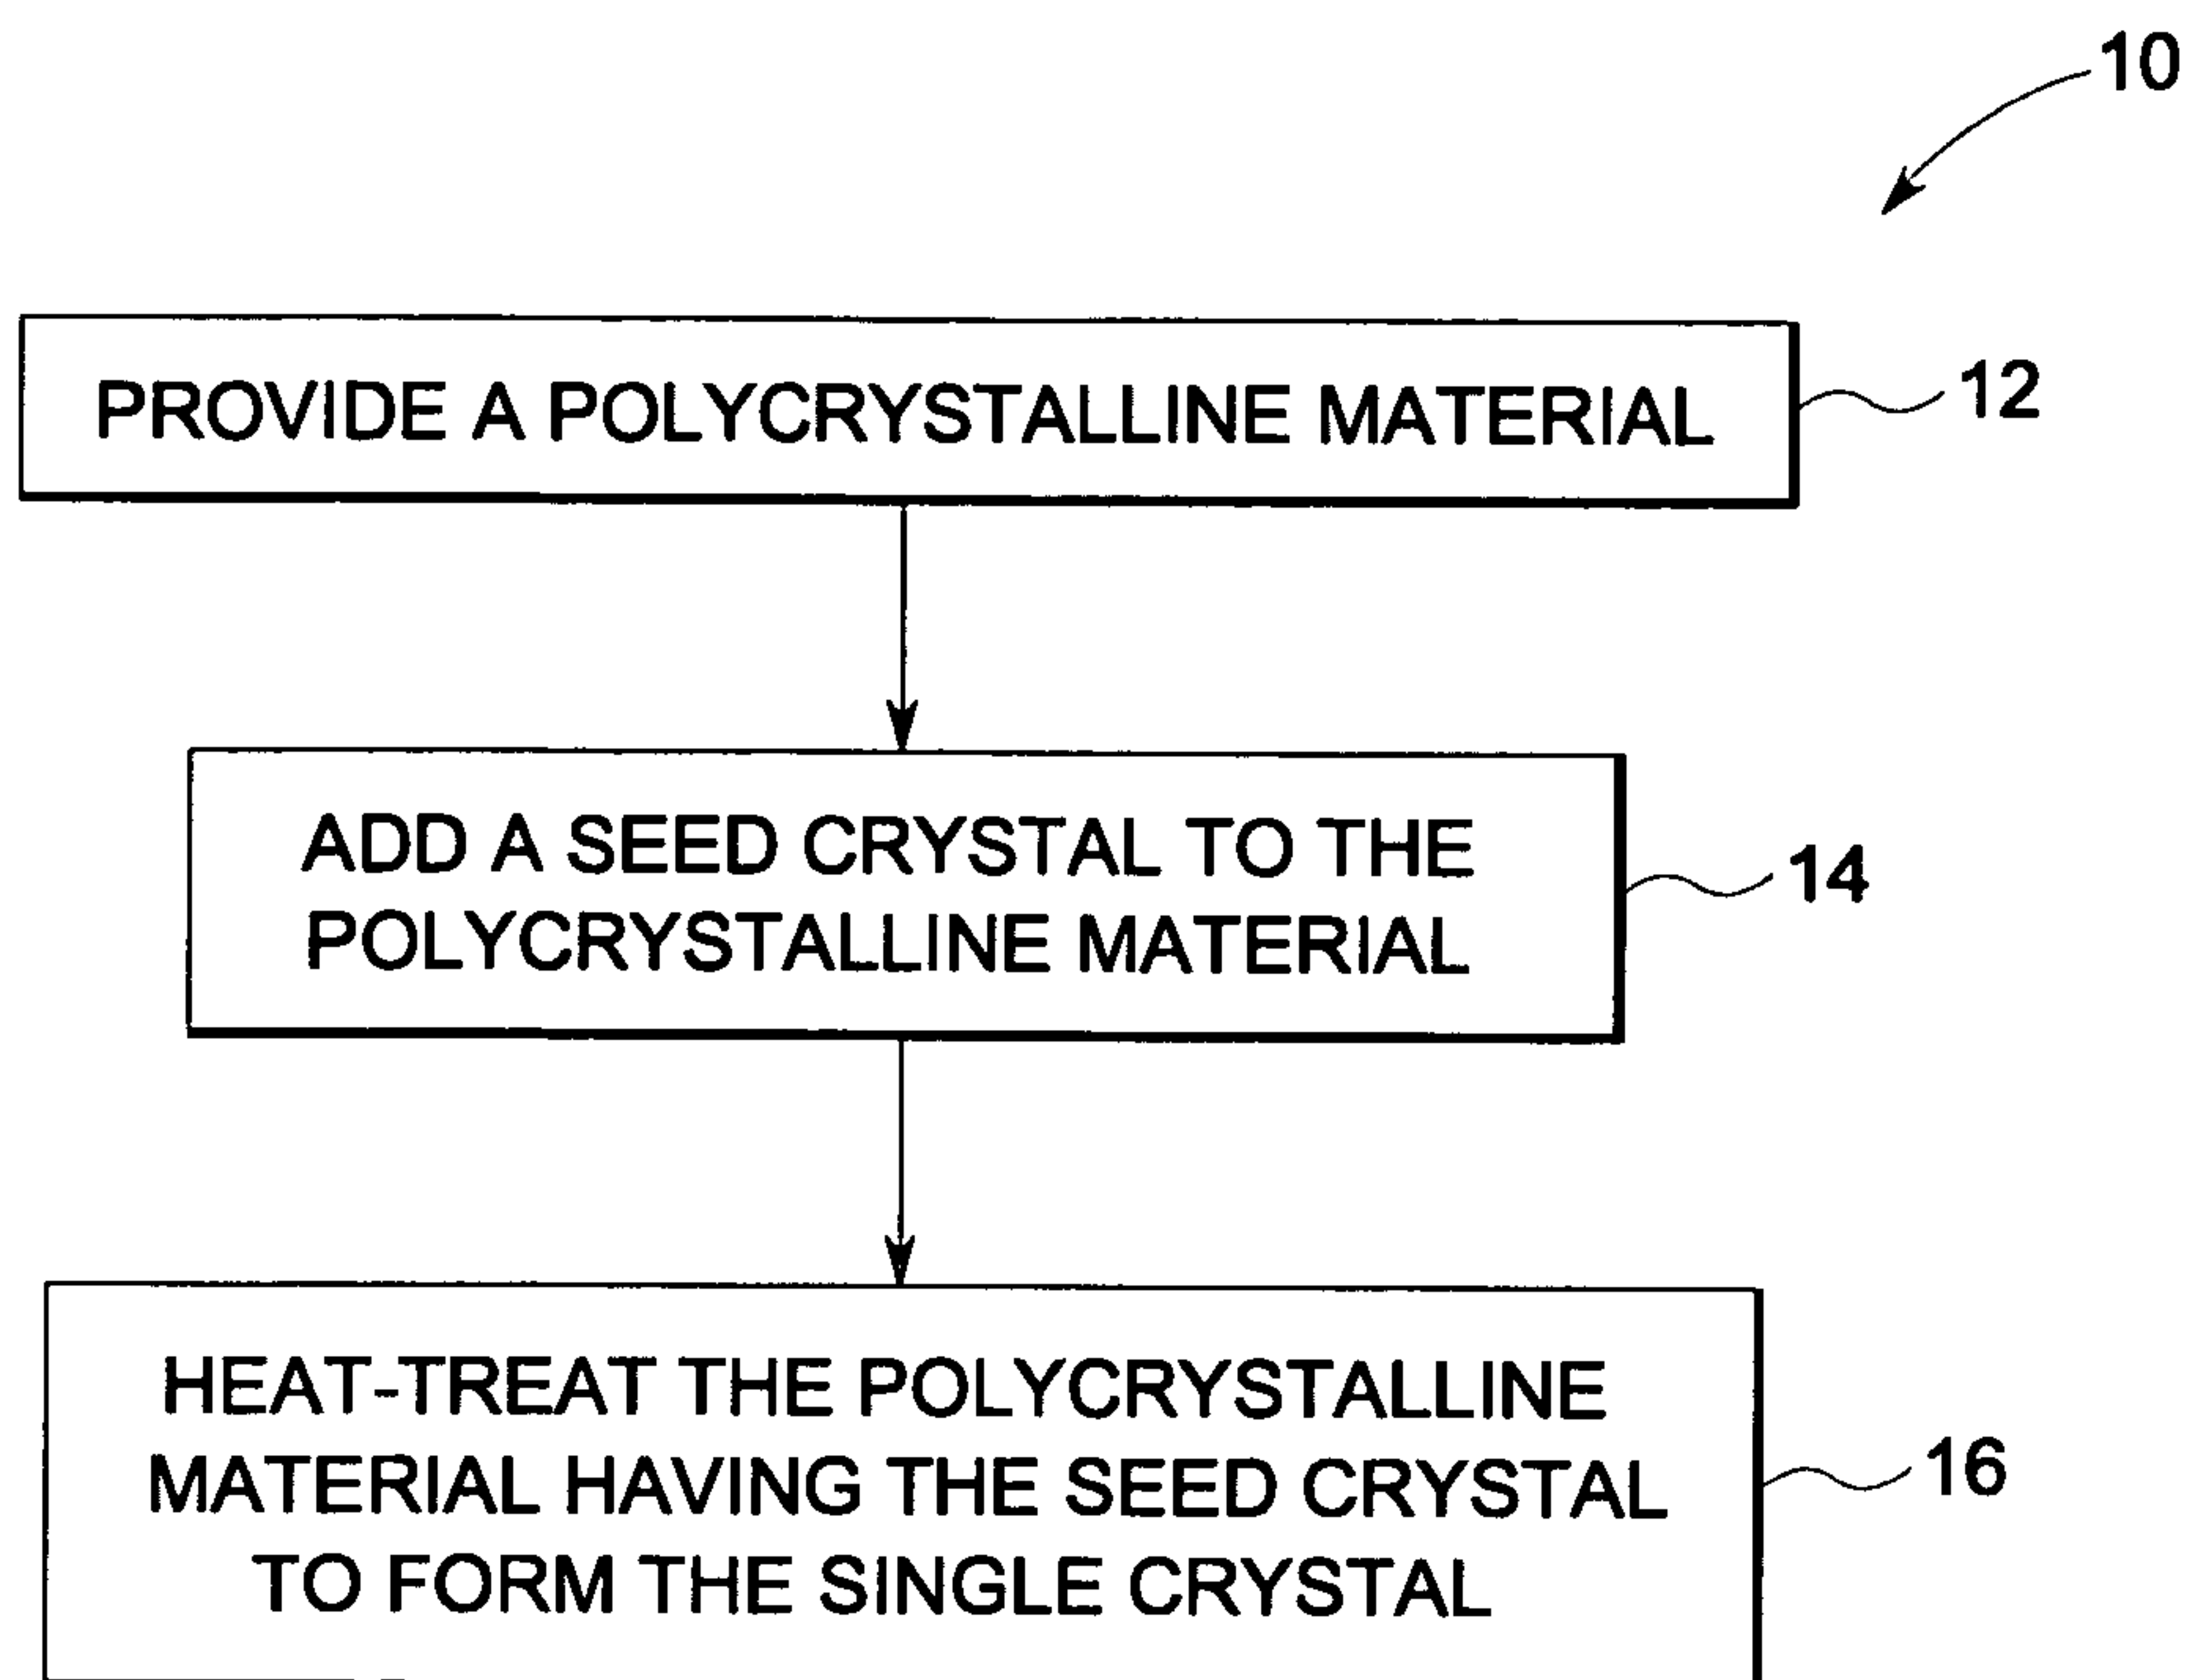 10
PROVIDE A POLYCRYSTALLINE MATERIAL
12
ADD A SEED CRYSTAL TO THE
POLYCRYSTALLINE MATERIAL
14
HEAT-TREAT THE POLYCRYSTALLINE
MATERIAL HAVING THE SEED CRYSTAL
TO FORM THE SINGLE CRYSTAL
16